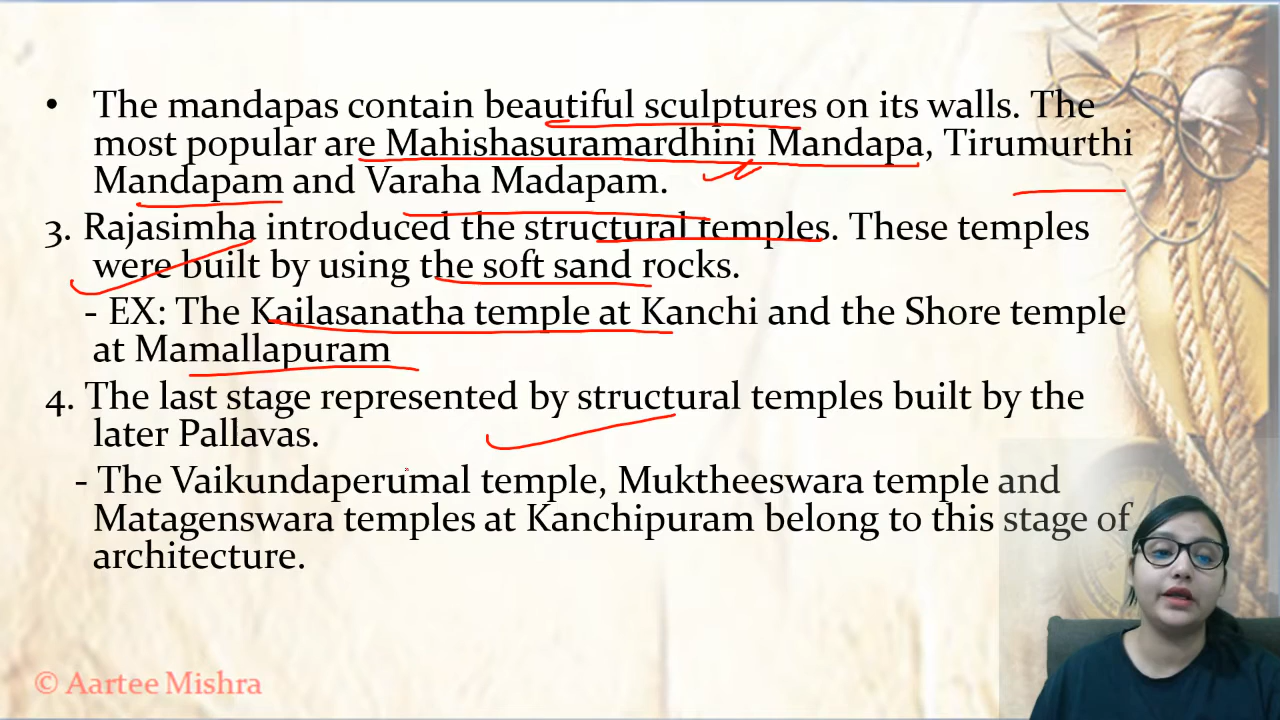 • The mandapas contain beautiful sculptures on its walls. The
most popular are Mahishasuramardhini Mandapa, Tirumurthi
Mandapam and Varaha Madapam.
3. Rajasimha introduced the structural temples. These temples
were built by using the soft sand rocks.
- EX: The Kailasanatha temple at Kanchi and the Shore temple
at Mamallapuram
4. The last stage represented by structural temples built by the
later Pallavas.
- The Vaikundaperumal temple, Muktheeswara temple and
Matagenswara temples at Kanchipuram belong to this stage of
architecture.
© Aartee Mishra